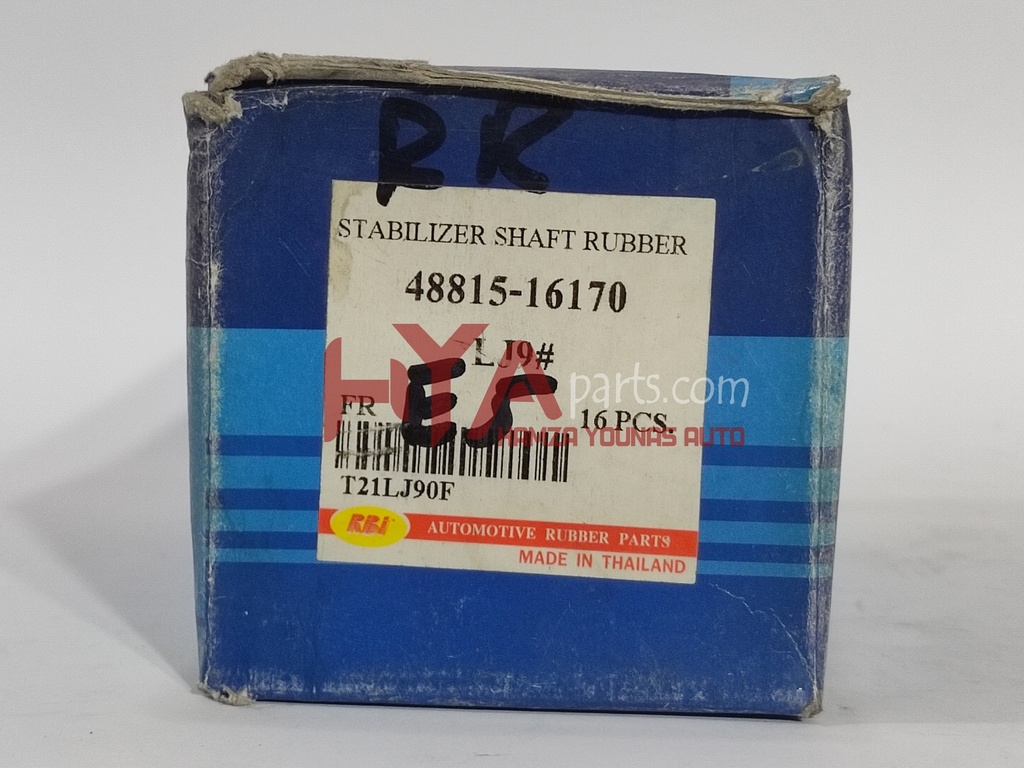 RK
STABILIZER SHAFT RUBBER
48815-16170
LJ9#
HYA parts.com
FR E5 16 PCS.
HAMZA YOUNAS AUTO
T21LJ90F
RBI AUTOMOTIVE RUBBER PARTS
MADE IN THAILAND